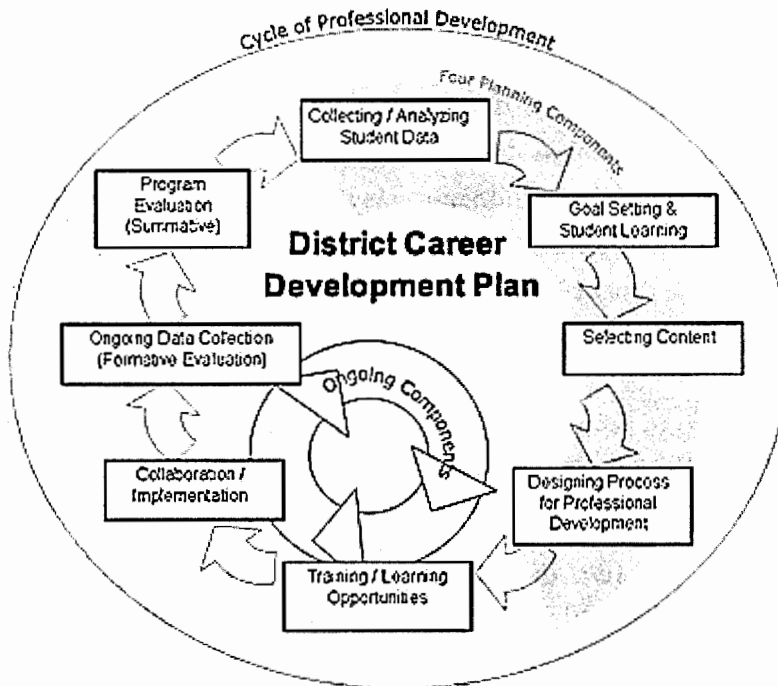 Cycle of Professional Development
Four Planning Components
Collecting / Analyzing
Student Data
Goal Setting &
Student Learning
Selecting Content
Designing Process
for Professional
Development
Training / Learning
Opportunities
Collaboration /
Implementation
Ongoing Data Collection
(Formative Evaluation)
Program
Evaluation
(Summative)
District Career
Development Plan
Ongoing Components